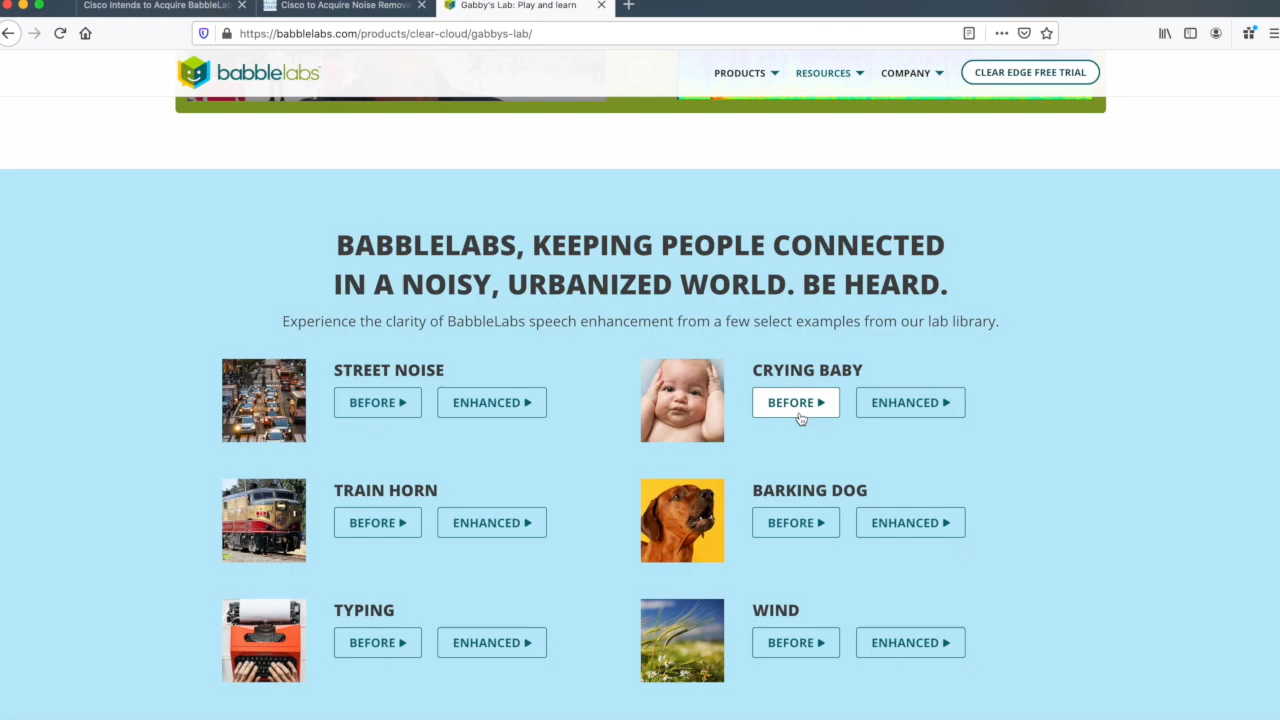 Cisco Intends to Acquire BabbleLab
Cisco to Acquire Noise Remova
Gabby's Lab: Play and learn
https://babblelabs.com/products/clear-cloud/gabbys-lab/
babblelabs
PRODUCTS
RESOURCES
COMPANY
CLEAR EDGE FREE TRIAL
BABBLELABS, KEEPING PEOPLE CONNECTED
IN A NOISY, URBANIZED WORLD. BE HEARD.
Experience the clarity of BabbleLabs speech enhancement from a few select examples from our lab library.
STREET NOISE
BEFORE
ENHANCED
CRYING BABY
BEFORE
ENHANCED
TRAIN HORN
BEFORE
ENHANCED
BARKING DOG
BEFORE
ENHANCED
TYPING
BEFORE
ENHANCED
WIND
BEFORE
ENHANCED